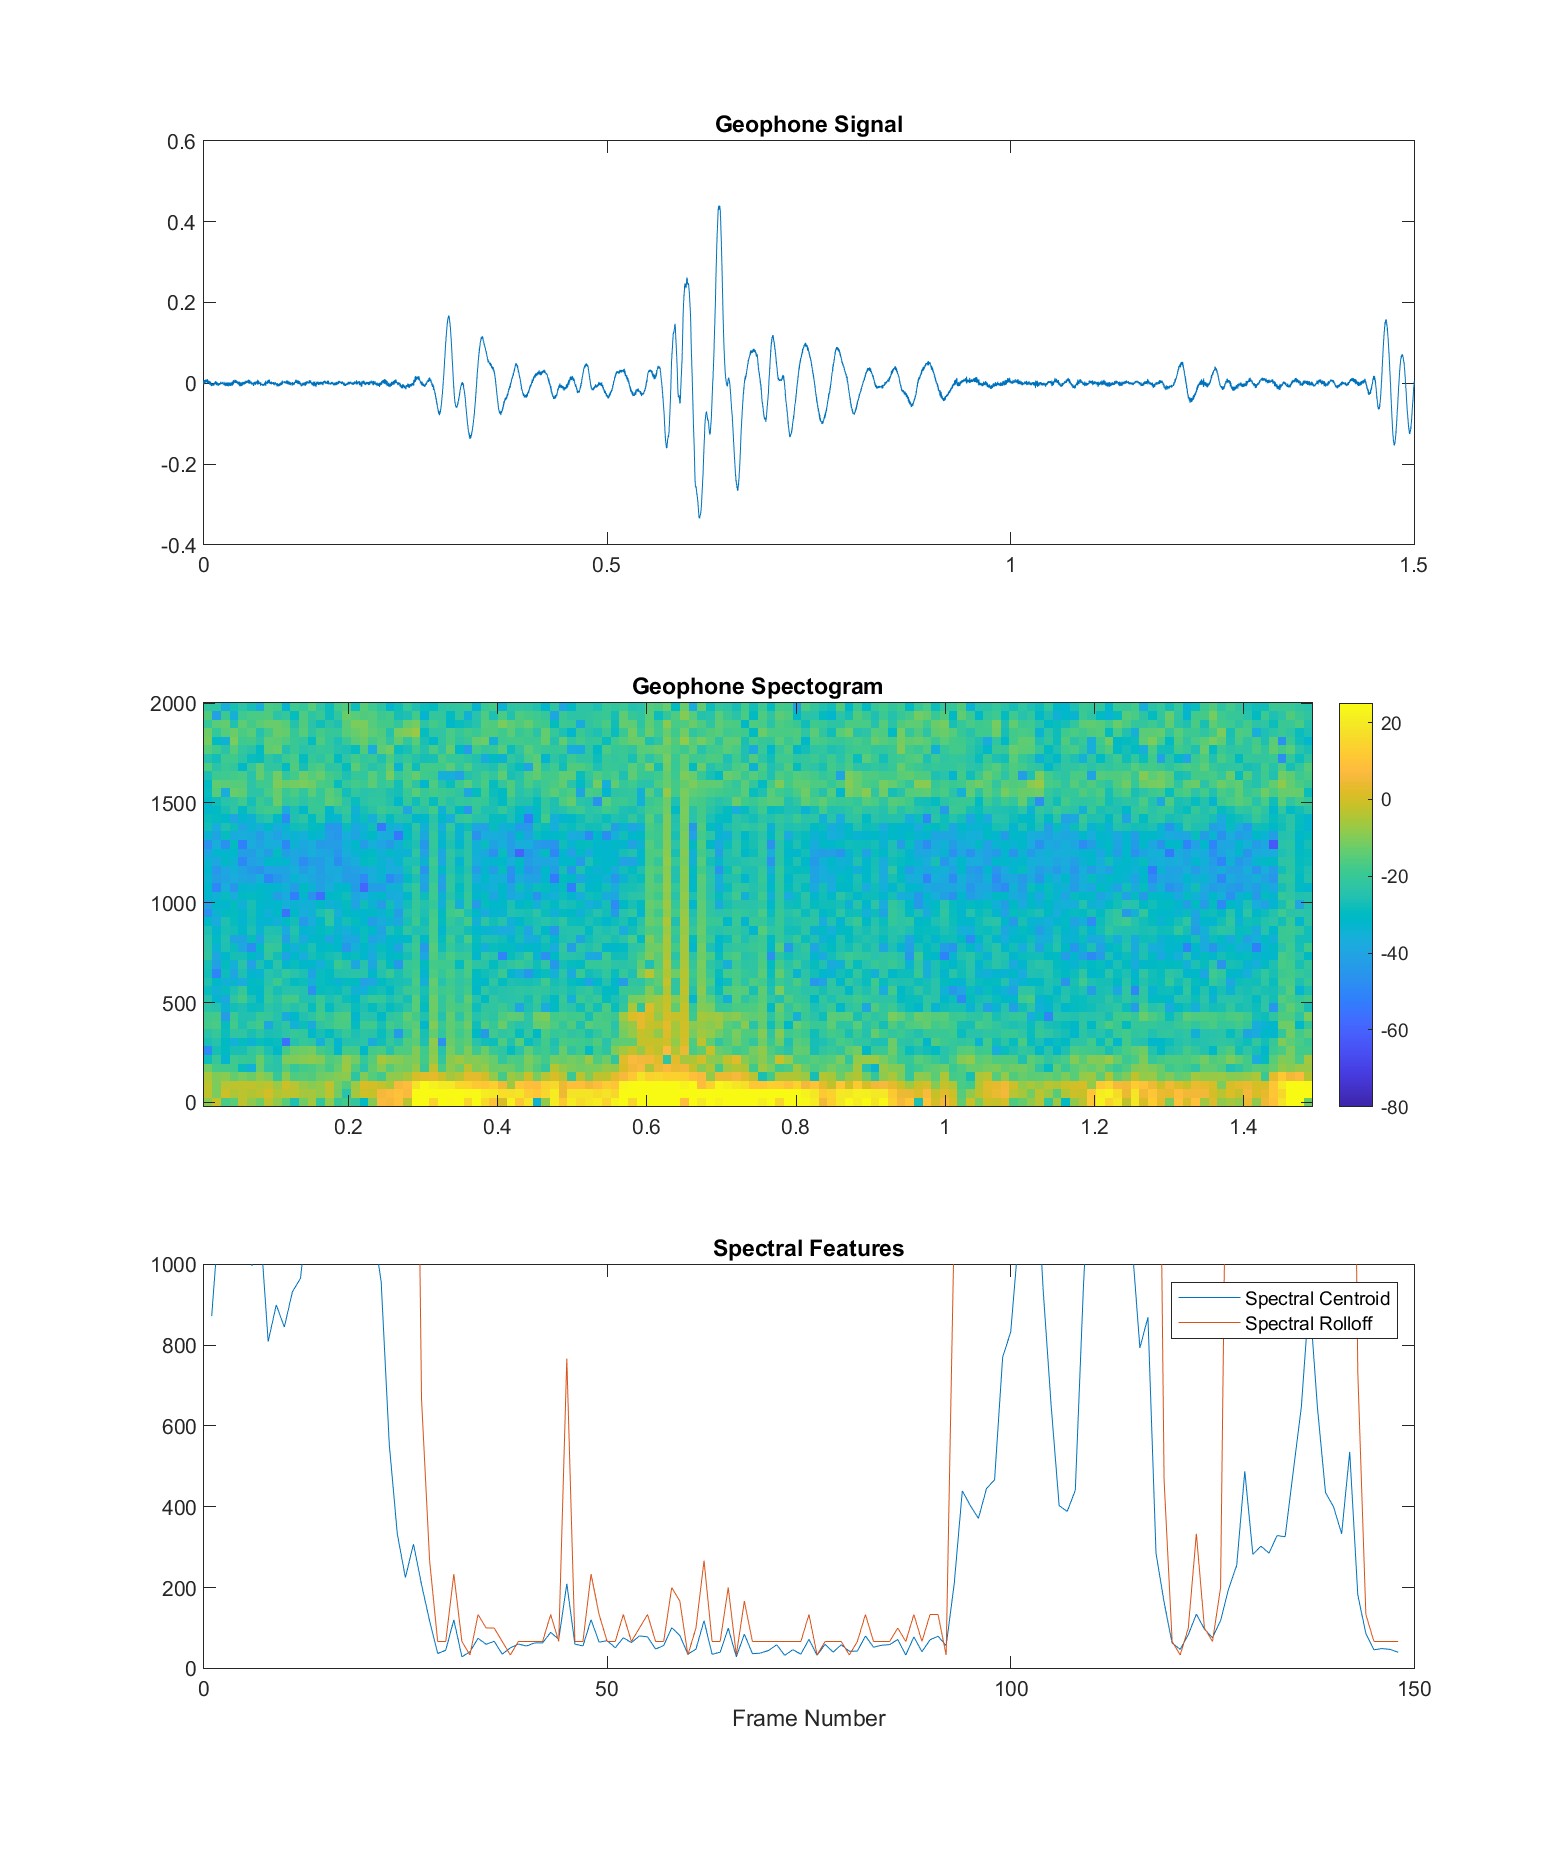 Geophone Signal
0.6
0.4
0.2
0
-0.2
-0.4
0 0.5 1 1.5
Geophone Spectogram
2000
1500
1000
500
0
0.2 0.4 0.6 0.8 1 1.2 1.4
20
0
-20
-40
-60
-80
Spectral Features
1000
800
600
400
200
0
Spectral Centroid
Spectral Rolloff
0 50 100 150
Frame Number